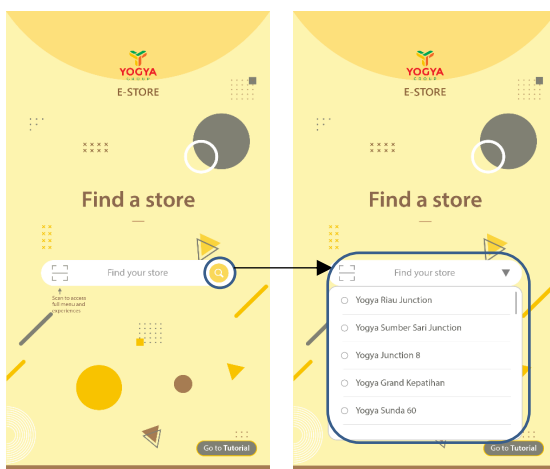 YOGYA
GROUP
E-STORE
Find a store
Find your store
Scan to access
full menu and
experiences
Go to Tutorial
YOGYA
GROUP
E-STORE
Find a store
Find your store
Yogya Riau Junction
Yogya Sumber Sari Junction
Yogya Junction 8
Yogya Grand Kepatihan
Yogya Sunda 60
Go to Tutorial